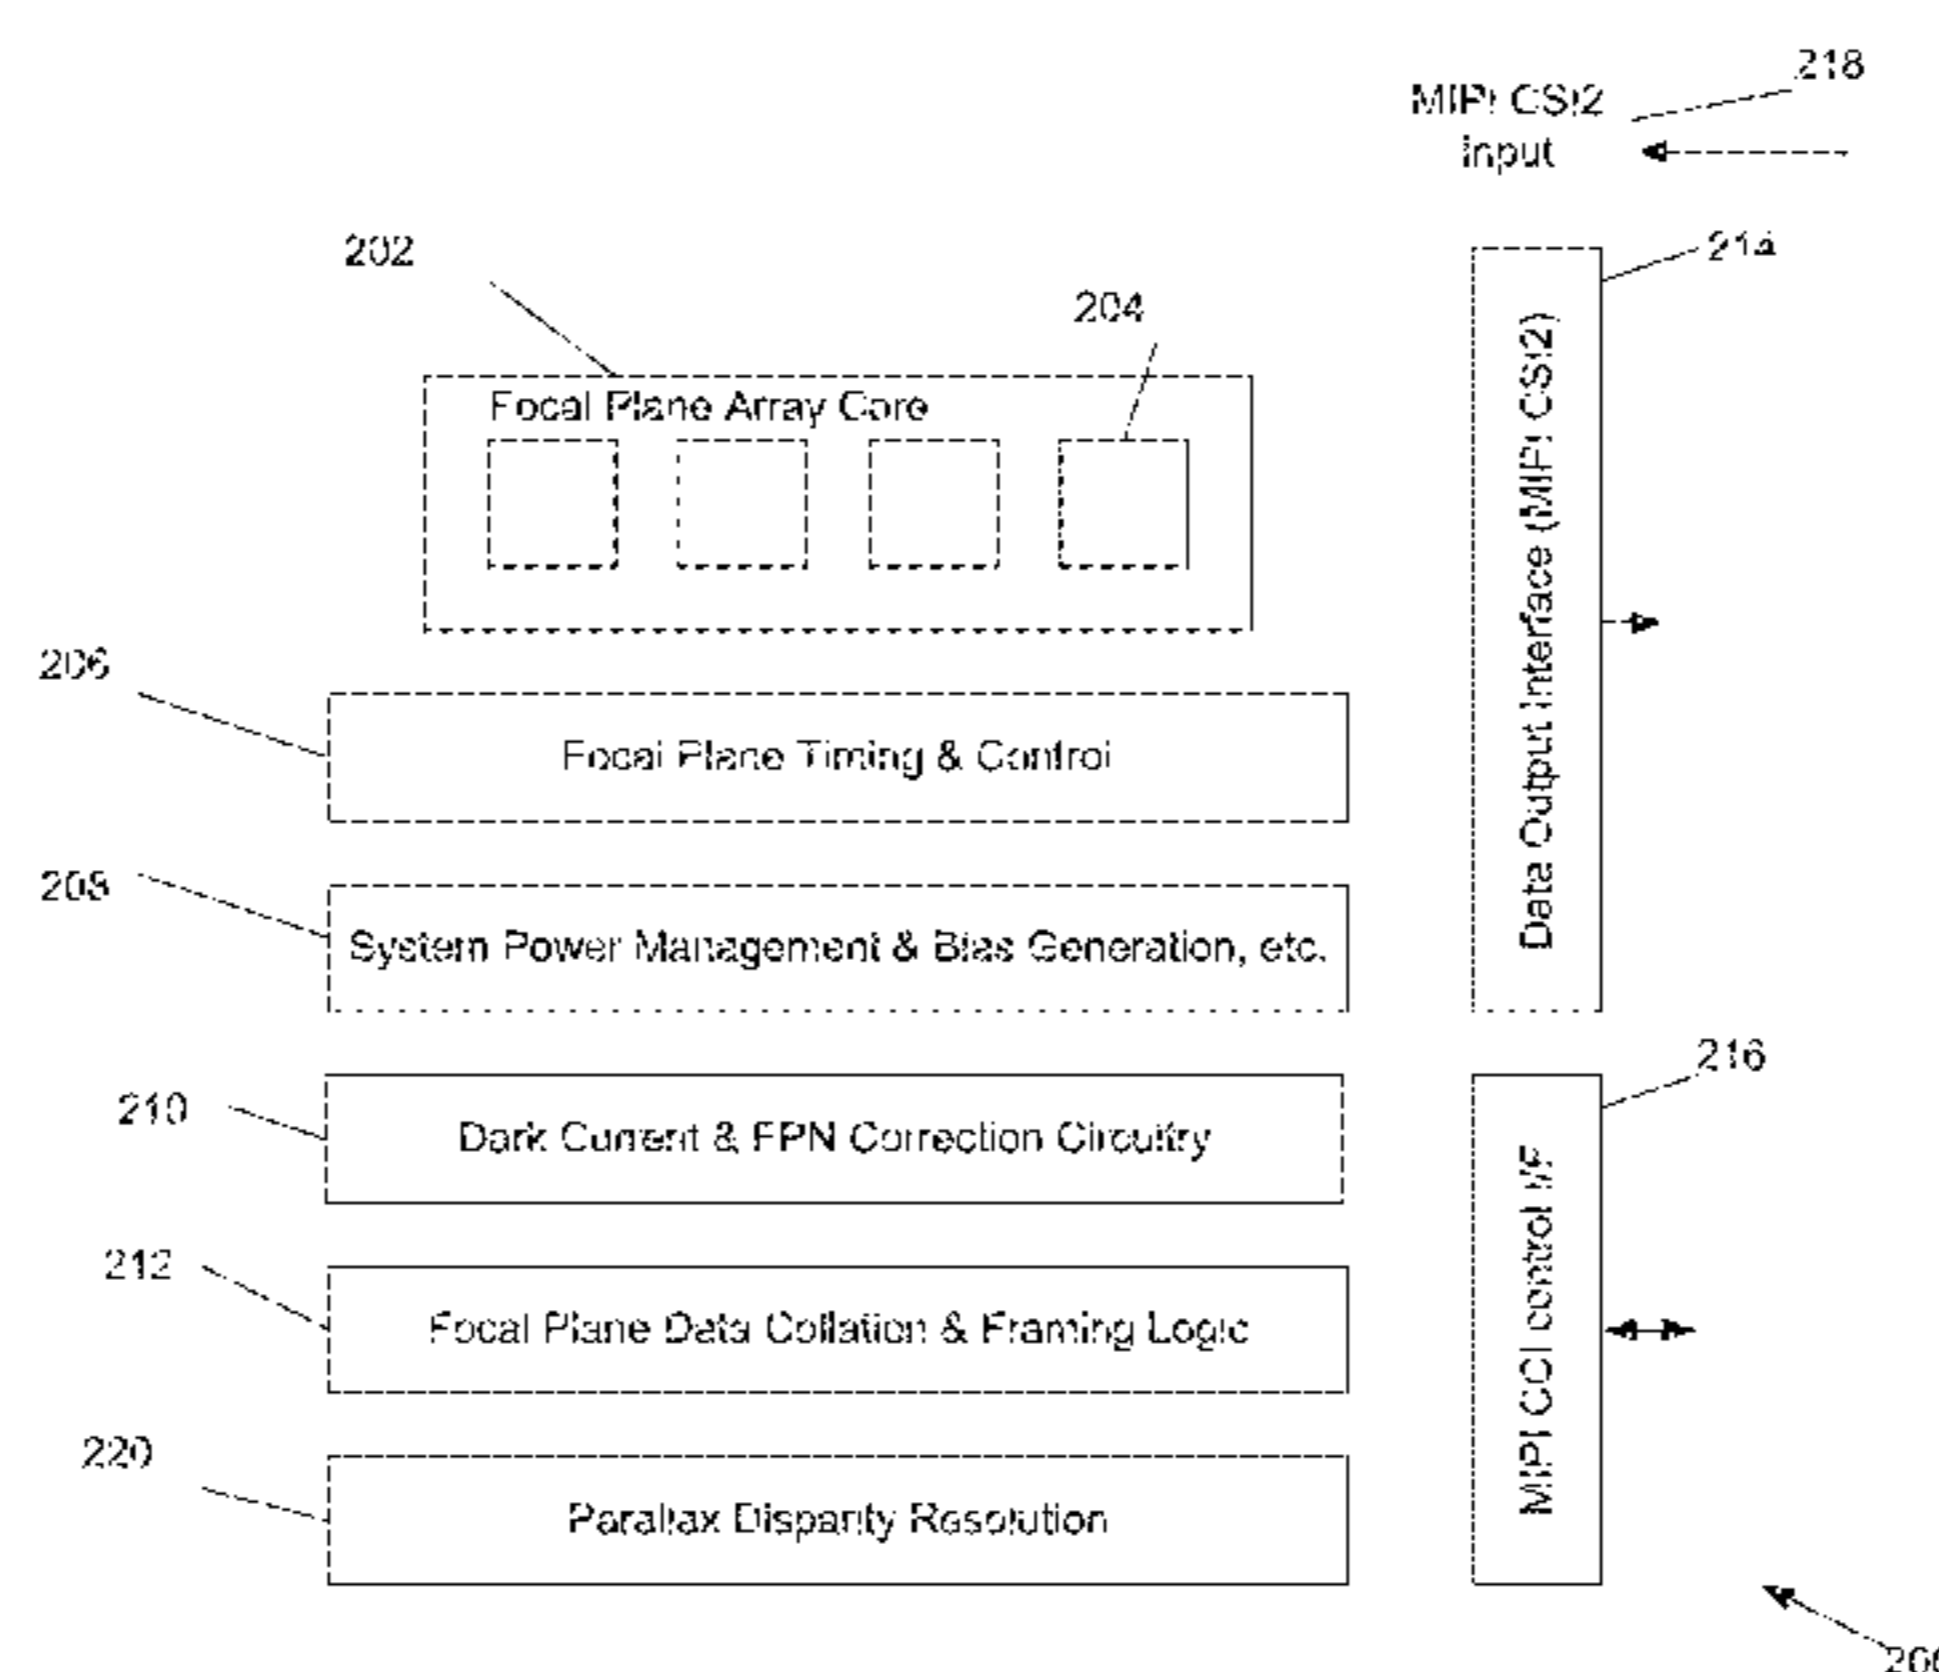 218
MIPI CSI2
input
202
214
204
Focal Plane Array Core
Data Output Interface (MIPI CSI2)
206
Focal Plane Timing & Control
208
System Power Management & Bias Generation, etc.
216
210
Dark Current & FPN Correction Circuitry
MIPI CCI control I/F
212
Focal Plane Data Collation & Framing Logic
220
Parallax Disparity Resolution
200